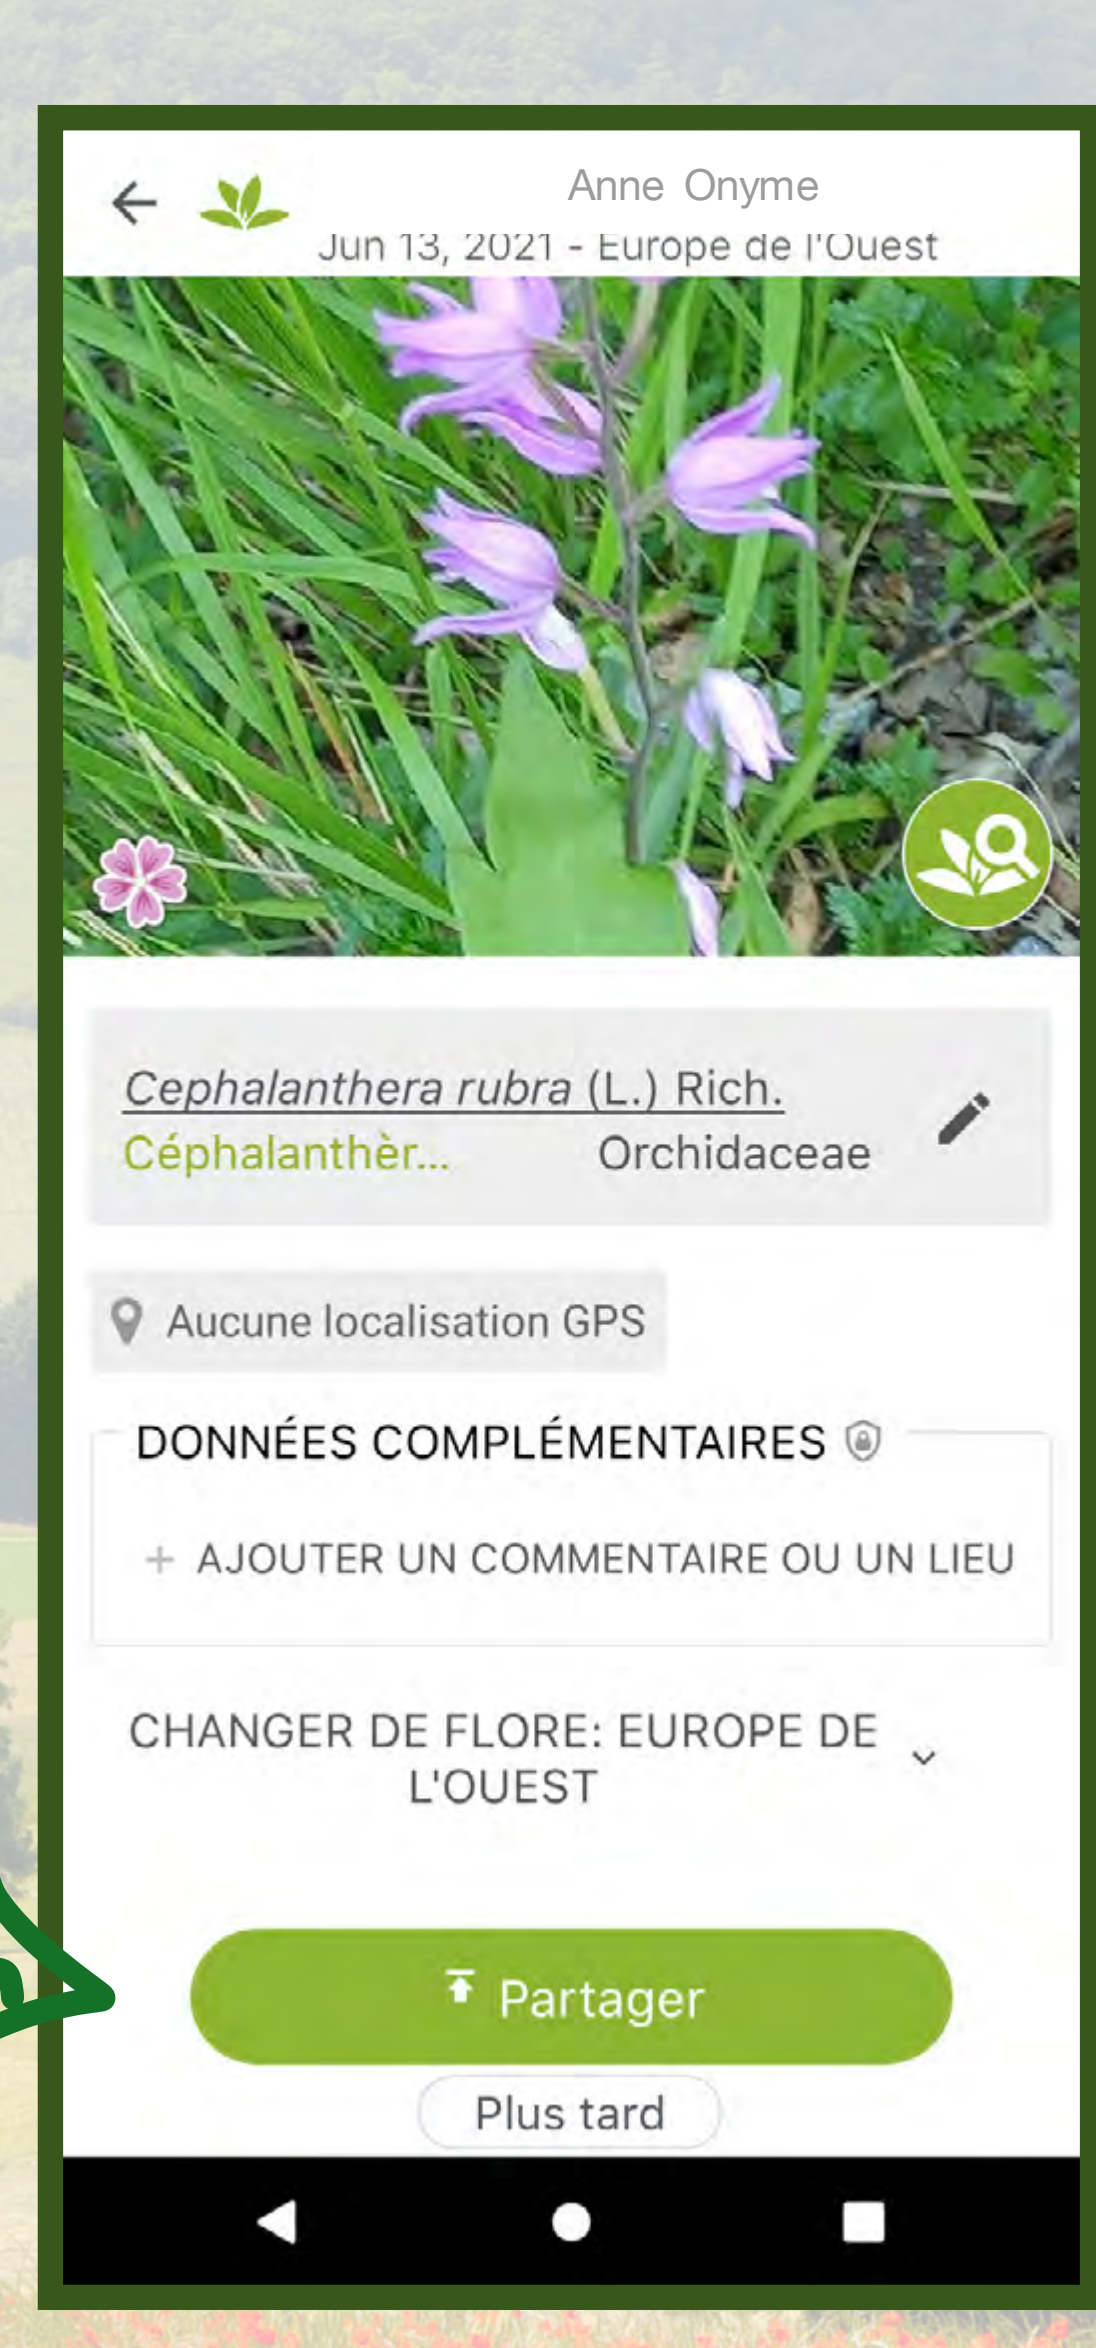 Anne Onyme
Jun 13, 2021 - Europe de l'Ouest
Cephalanthera rubra (L.) Rich.
Céphalanthèr... Orchidaceae
Aucune localisation GPS
DONNÉES COMPLÉMENTAIRES
+ AJOUTER UN COMMENTAIRE OU UN LIEU
CHANGER DE FLORE: EUROPE DE
L'OUEST
Partager
Plus tard